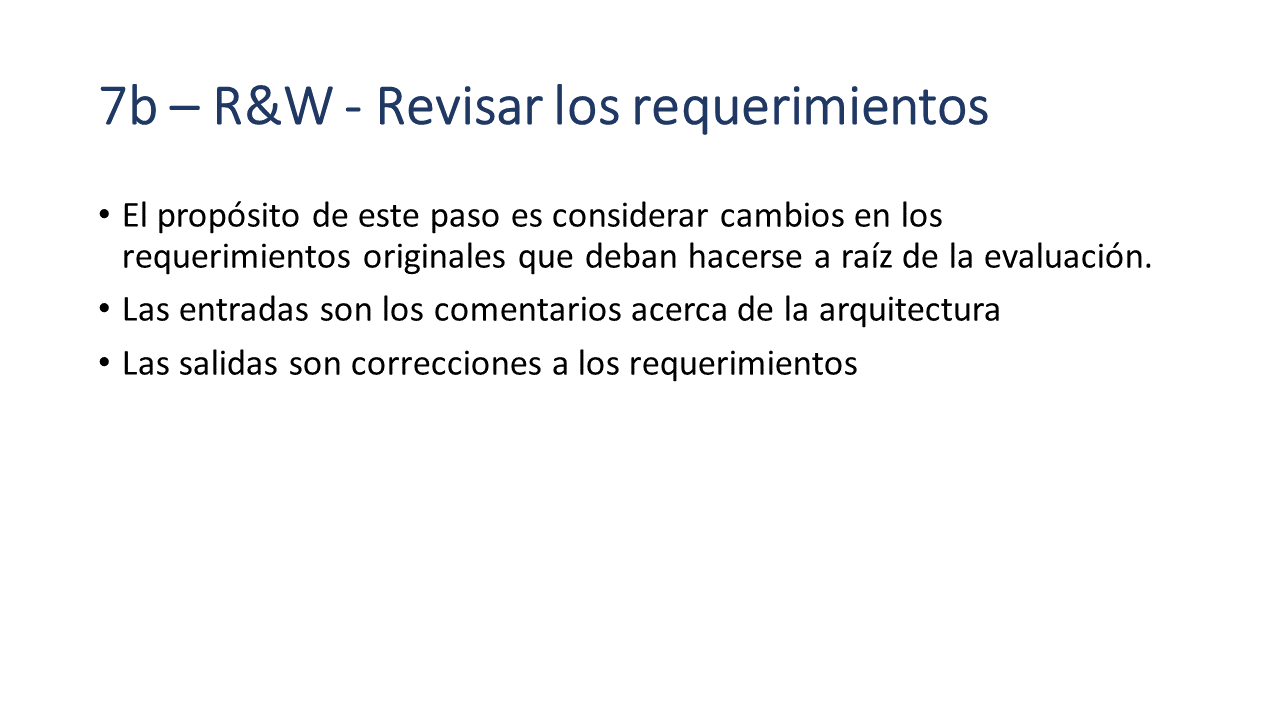 7b – R&W - Revisar los requerimientos
• El propósito de este paso es considerar cambios en los
requerimientos originales que deban hacerse a raíz de la evaluación.
• Las entradas son los comentarios acerca de la arquitectura
• Las salidas son correcciones a los requerimientos